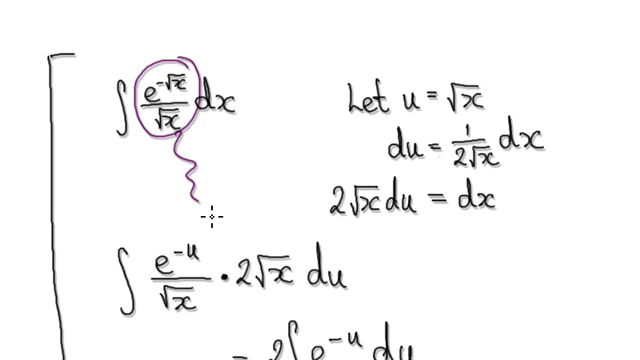 ∫ e^{-√x}/√x dx
Let u = √x
du = 1/(2√x) dx
2√x du = dx
∫ e^{-u}/√x · 2√x du
= 2∫ e^{-u} du